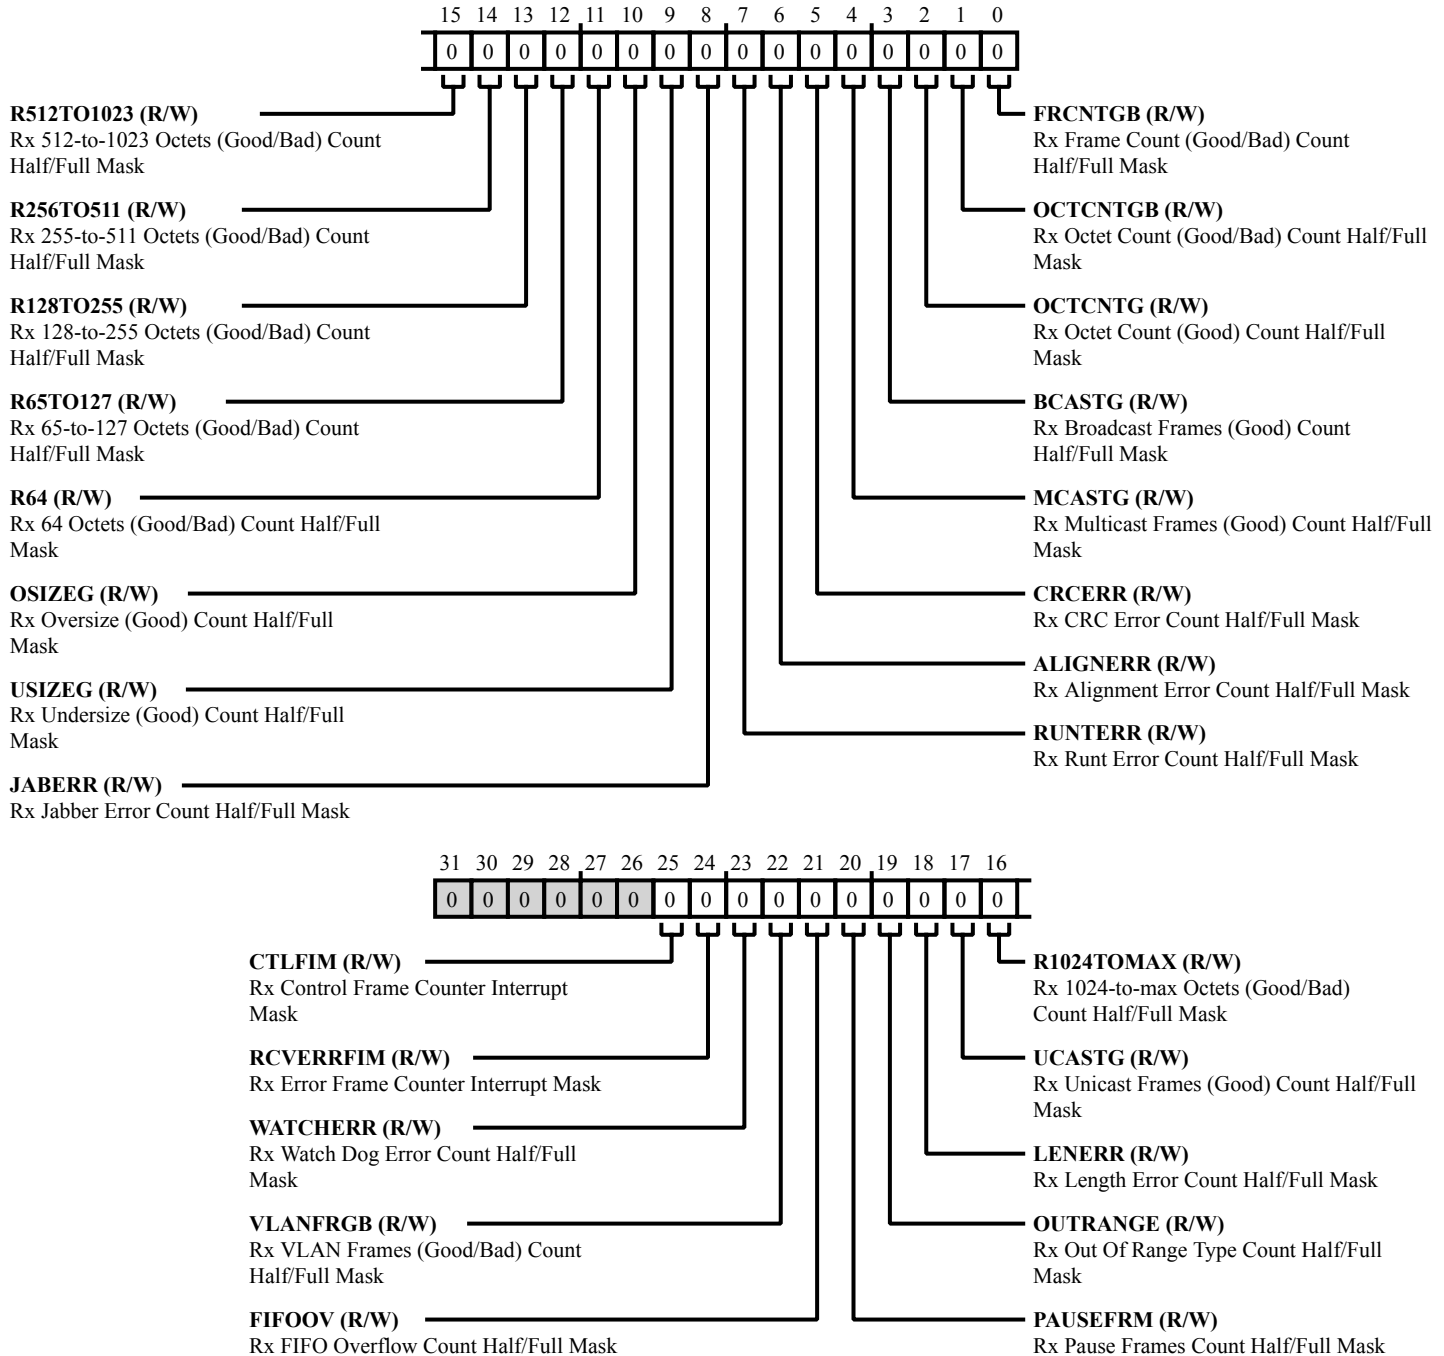 15 14 13 12 11 10 9 8 7 6 5 4 3 2 1 0
0 0 0 0 0 0 0 0 0 0 0 0 0 0 0 0
R512TO1023 (R/W)
Rx 512-to-1023 Octets (Good/Bad) Count
Half/Full Mask
R256TO511 (R/W)
Rx 255-to-511 Octets (Good/Bad) Count
Half/Full Mask
R128TO255 (R/W)
Rx 128-to-255 Octets (Good/Bad) Count
Half/Full Mask
R65TO127 (R/W)
Rx 65-to-127 Octets (Good/Bad) Count
Half/Full Mask
R64 (R/W)
Rx 64 Octets (Good/Bad) Count Half/Full
Mask
OSIZEG (R/W)
Rx Oversize (Good) Count Half/Full
Mask
USIZEG (R/W)
Rx Undersize (Good) Count Half/Full
Mask
JABERR (R/W)
Rx Jabber Error Count Half/Full Mask
FRCNTGB (R/W)
Rx Frame Count (Good/Bad) Count
Half/Full Mask
OCTCNTGB (R/W)
Rx Octet Count (Good/Bad) Count Half/Full
Mask
OCTCNTG (R/W)
Rx Octet Count (Good) Count Half/Full
Mask
BCASTG (R/W)
Rx Broadcast Frames (Good) Count
Half/Full Mask
MCASTG (R/W)
Rx Multicast Frames (Good) Count Half/Full
Mask
CRCERR (R/W)
Rx CRC Error Count Half/Full Mask
ALIGNERR (R/W)
Rx Alignment Error Count Half/Full Mask
RUNTERR (R/W)
Rx Runt Error Count Half/Full Mask
31 30 29 28 27 26 25 24 23 22 21 20 19 18 17 16
0 0 0 0 0 0 0 0 0 0 0 0 0 0 0 0
CTLFIM (R/W)
Rx Control Frame Counter Interrupt
Mask
RCVERRFIM (R/W)
Rx Error Frame Counter Interrupt Mask
WATCHERR (R/W)
Rx Watch Dog Error Count Half/Full
Mask
VLANFRGB (R/W)
Rx VLAN Frames (Good/Bad) Count
Half/Full Mask
FIFOOV (R/W)
Rx FIFO Overflow Count Half/Full Mask
R1024TOMAX (R/W)
Rx 1024-to-max Octets (Good/Bad)
Count Half/Full Mask
UCASTG (R/W)
Rx Unicast Frames (Good) Count Half/Full
Mask
LENERR (R/W)
Rx Length Error Count Half/Full Mask
OUTRANGE (R/W)
Rx Out Of Range Type Count Half/Full
Mask
PAUSEFRM (R/W)
Rx Pause Frames Count Half/Full Mask